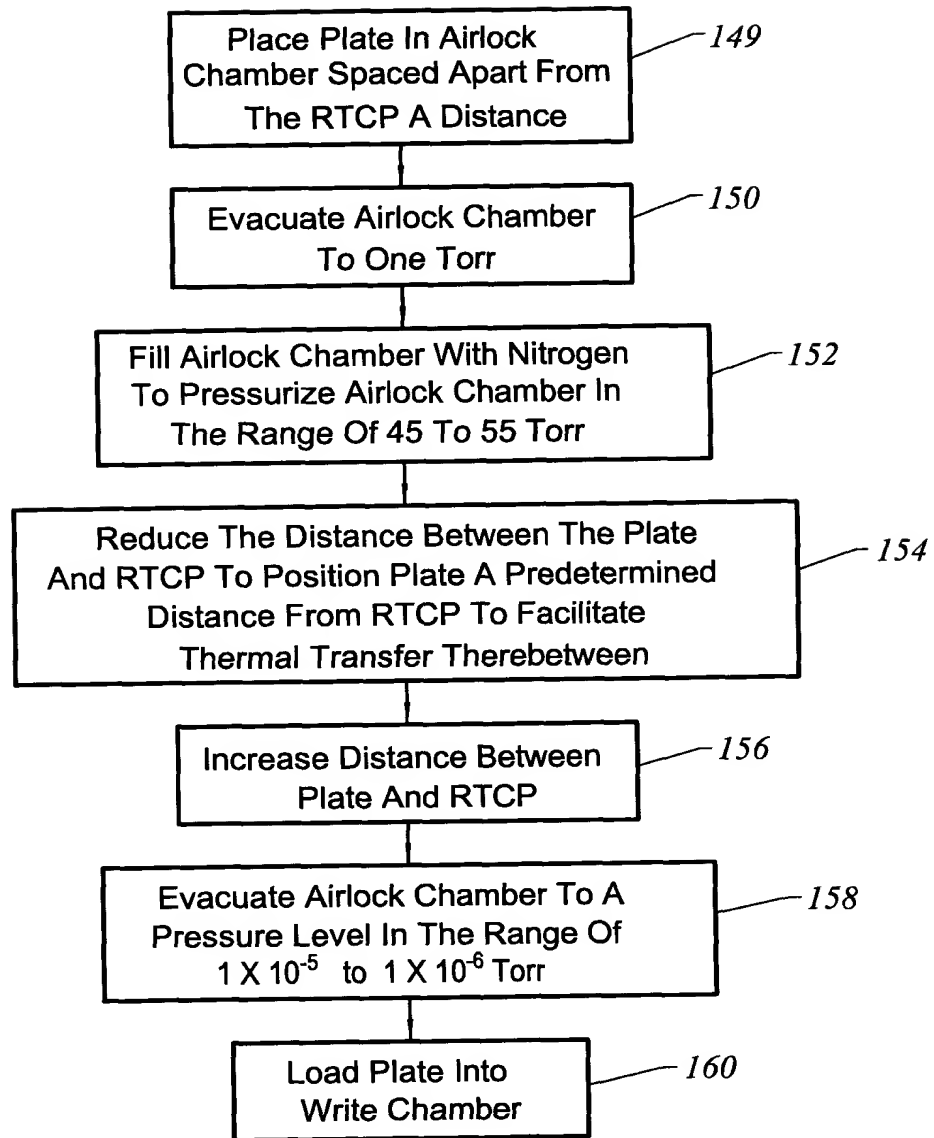 Place Plate In Airlock
Chamber Spaced Apart From
The RTCP A Distance
149
Evacuate Airlock Chamber
To One Torr
150
Fill Airlock Chamber With Nitrogen
To Pressurize Airlock Chamber In
The Range Of 45 To 55 Torr
152
Reduce The Distance Between The Plate
And RTCP To Position Plate A Predetermined
Distance From RTCP To Facilitate
Thermal Transfer Therebetween
154
Increase Distance Between
Plate And RTCP
156
Evacuate Airlock Chamber To A
Pressure Level In The Range Of
1 X 10⁻⁵ to 1 X 10⁻⁶ Torr
158
Load Plate Into
Write Chamber
160